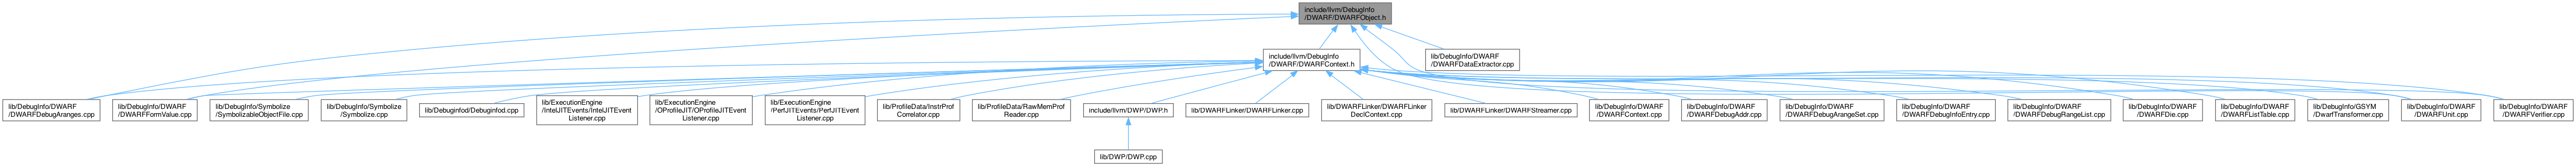 include/llvm/DebugInfo
/DWARF/DWARFObject.h
include/llvm/DebugInfo
/DWARF/DWARFContext.h
lib/DebugInfo/DWARF
/DWARFDataExtractor.cpp
lib/DebugInfo/DWARF
/DWARFDebugAranges.cpp
lib/DebugInfo/DWARF
/DWARFFormValue.cpp
lib/DebugInfo/Symbolize
/SymbolizableObjectFile.cpp
lib/DebugInfo/Symbolize
/Symbolize.cpp
lib/Debuginfod/Debuginfod.cpp
lib/ExecutionEngine
/IntelJITEvents/IntelJITEvent
Listener.cpp
lib/ExecutionEngine
/OProfileJIT/OProfileJITEvent
Listener.cpp
lib/ExecutionEngine
/PerfJITEvents/PerfJITEvent
Listener.cpp
lib/ProfileData/InstrProf
Correlator.cpp
lib/ProfileData/RawMemProf
Reader.cpp
include/llvm/DWP/DWP.h
lib/DWARFLinker/DWARFLinker.cpp
lib/DWARFLinker/DWARFLinker
DeclContext.cpp
lib/DWARFLinker/DWARFStreamer.cpp
lib/DebugInfo/DWARF
/DWARFContext.cpp
lib/DebugInfo/DWARF
/DWARFDebugAddr.cpp
lib/DebugInfo/DWARF
/DWARFDebugArangeSet.cpp
lib/DebugInfo/DWARF
/DWARFDebugInfoEntry.cpp
lib/DebugInfo/DWARF
/DWARFDebugRangeList.cpp
lib/DebugInfo/DWARF
/DWARFDie.cpp
lib/DebugInfo/DWARF
/DWARFListTable.cpp
lib/DebugInfo/GSYM
/DwarfTransformer.cpp
lib/DebugInfo/DWARF
/DWARFUnit.cpp
lib/DebugInfo/DWARF
/DWARFVerifier.cpp
lib/DWP/DWP.cpp